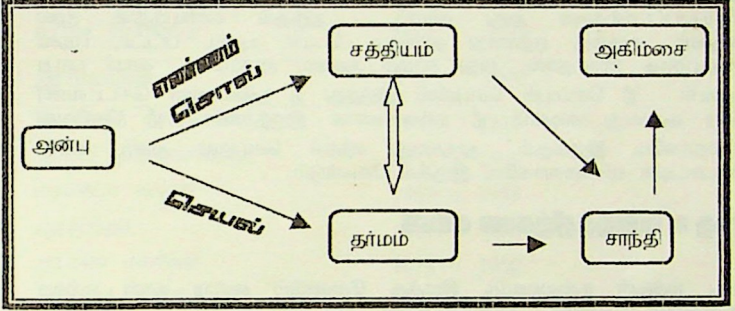 எண்ணம்
சொல்
சத்தியம்
அகிம்சை
அன்பு
செயல்
தர்மம்
சாந்தி